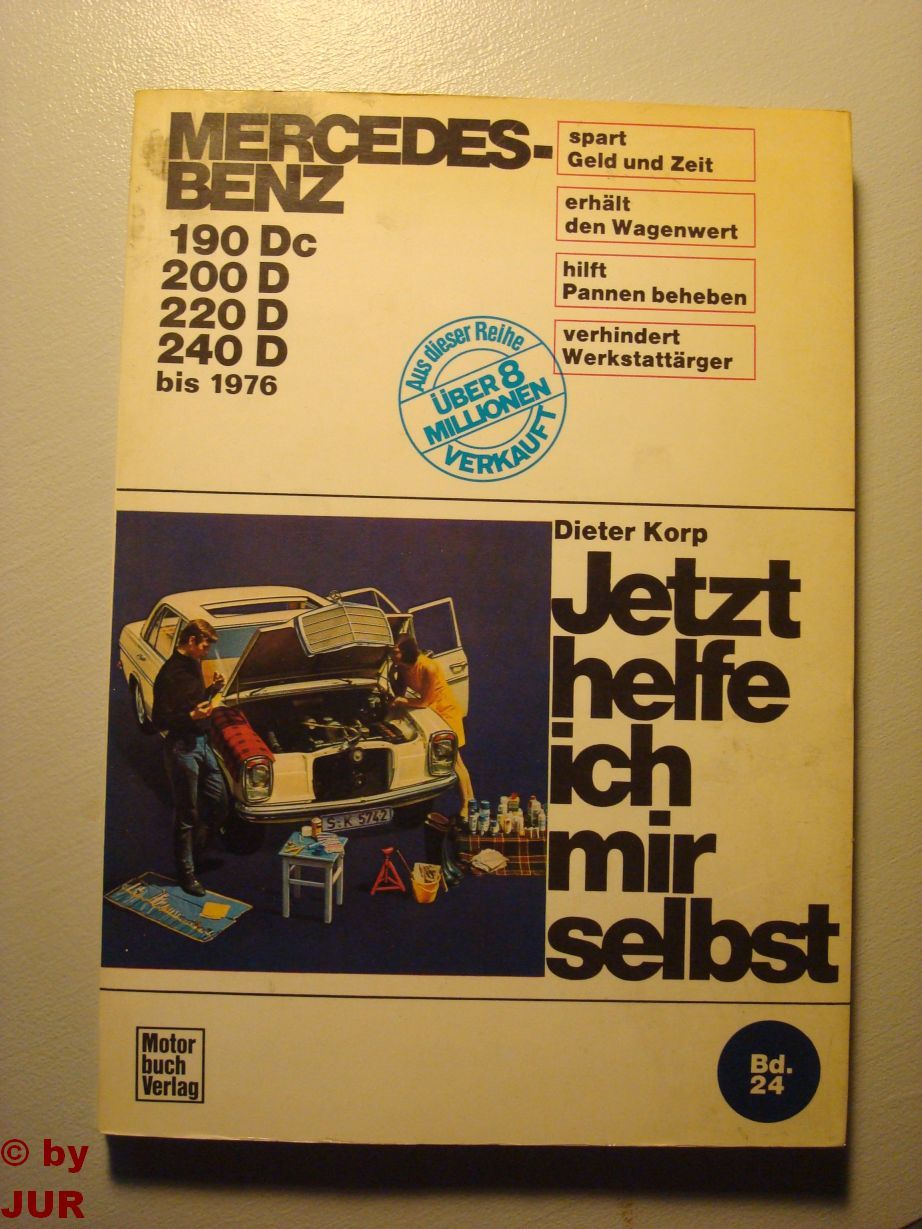 MERCEDES-
BENZ
190 Dc
200 D
220 D
240 D
bis 1976
spart
Geld und Zeit
erhält
den Wagenwert
hilft
Pannen beheben
verhindert
Werkstattärger
Aus dieser Reihe
ÜBER 8
MILLIONEN
VERKAUFT
Dieter Korp
Jetzt
helfe
ich
mir
selbst
S-K 5742
Motor
buch
Verlag
Bd.
24
© by
JUR